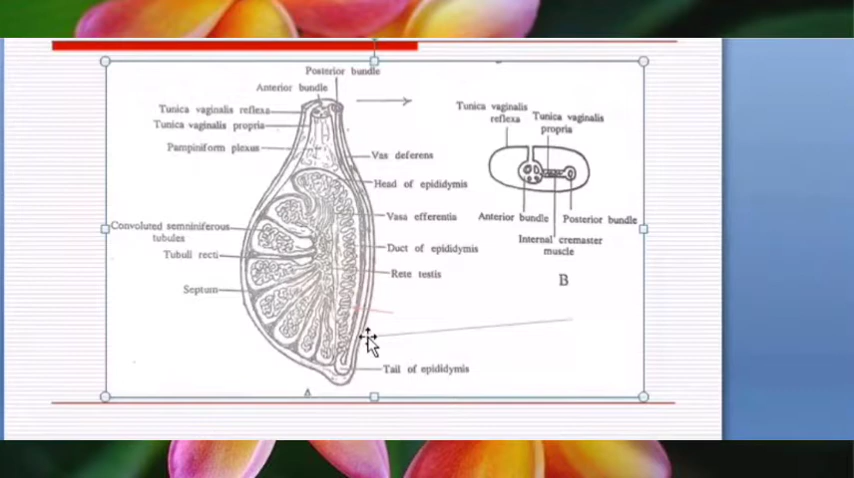 Posterior bundle
Anterior bundle
Tunica vaginalis reflexa
Tunica vaginalis propria
Pampiniform plexus
Vas deferens
Head of epididymis
Vasa efferentia
Convoluted semniniferous
tubules
Duct of epididymis
Tubuli recti
Rete testis
Septum
Tail of epididymis
A
Tunica vaginalis
reflexa
Tunica vaginalis
propria
Anterior bundle
Posterior bundle
Internal cremaster
muscle
B